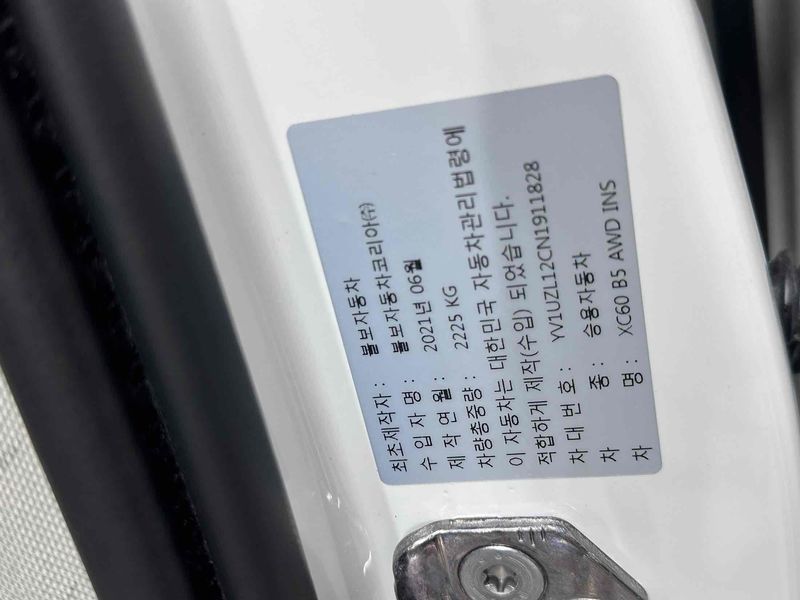 최초제작자 : 볼보자동차
수 입 자 명 : 볼보자동차코리아㈜
제 작 연 월 : 2021년 06월
차량총중량 : 2225 KG
이 자동차는 대한민국 자동차관리법령에
적합하게 제작(수입) 되었습니다.
차 대 번 호 : YV1UZL12CN1911828
차 종 : 승용자동차
차 명 : XC60 B5 AWD INS